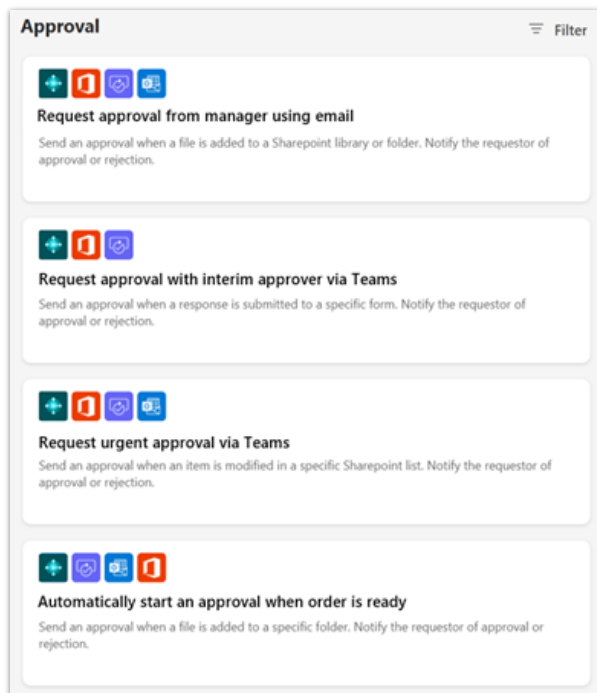 Approval
Filter
Request approval from manager using email
Send an approval when a file is added to a Sharepoint library or folder. Notify the requestor of
approval or rejection.
Request approval with interim approver via Teams
Send an approval when a response is submitted to a specific form. Notify the requestor of
approval or rejection.
Request urgent approval via Teams
Send an approval when an item is modified in a specific Sharepoint list. Notify the requestor of
approval or rejection.
Automatically start an approval when order is ready
Send an approval when a file is added to a specific folder. Notify the requestor of approval or
rejection.